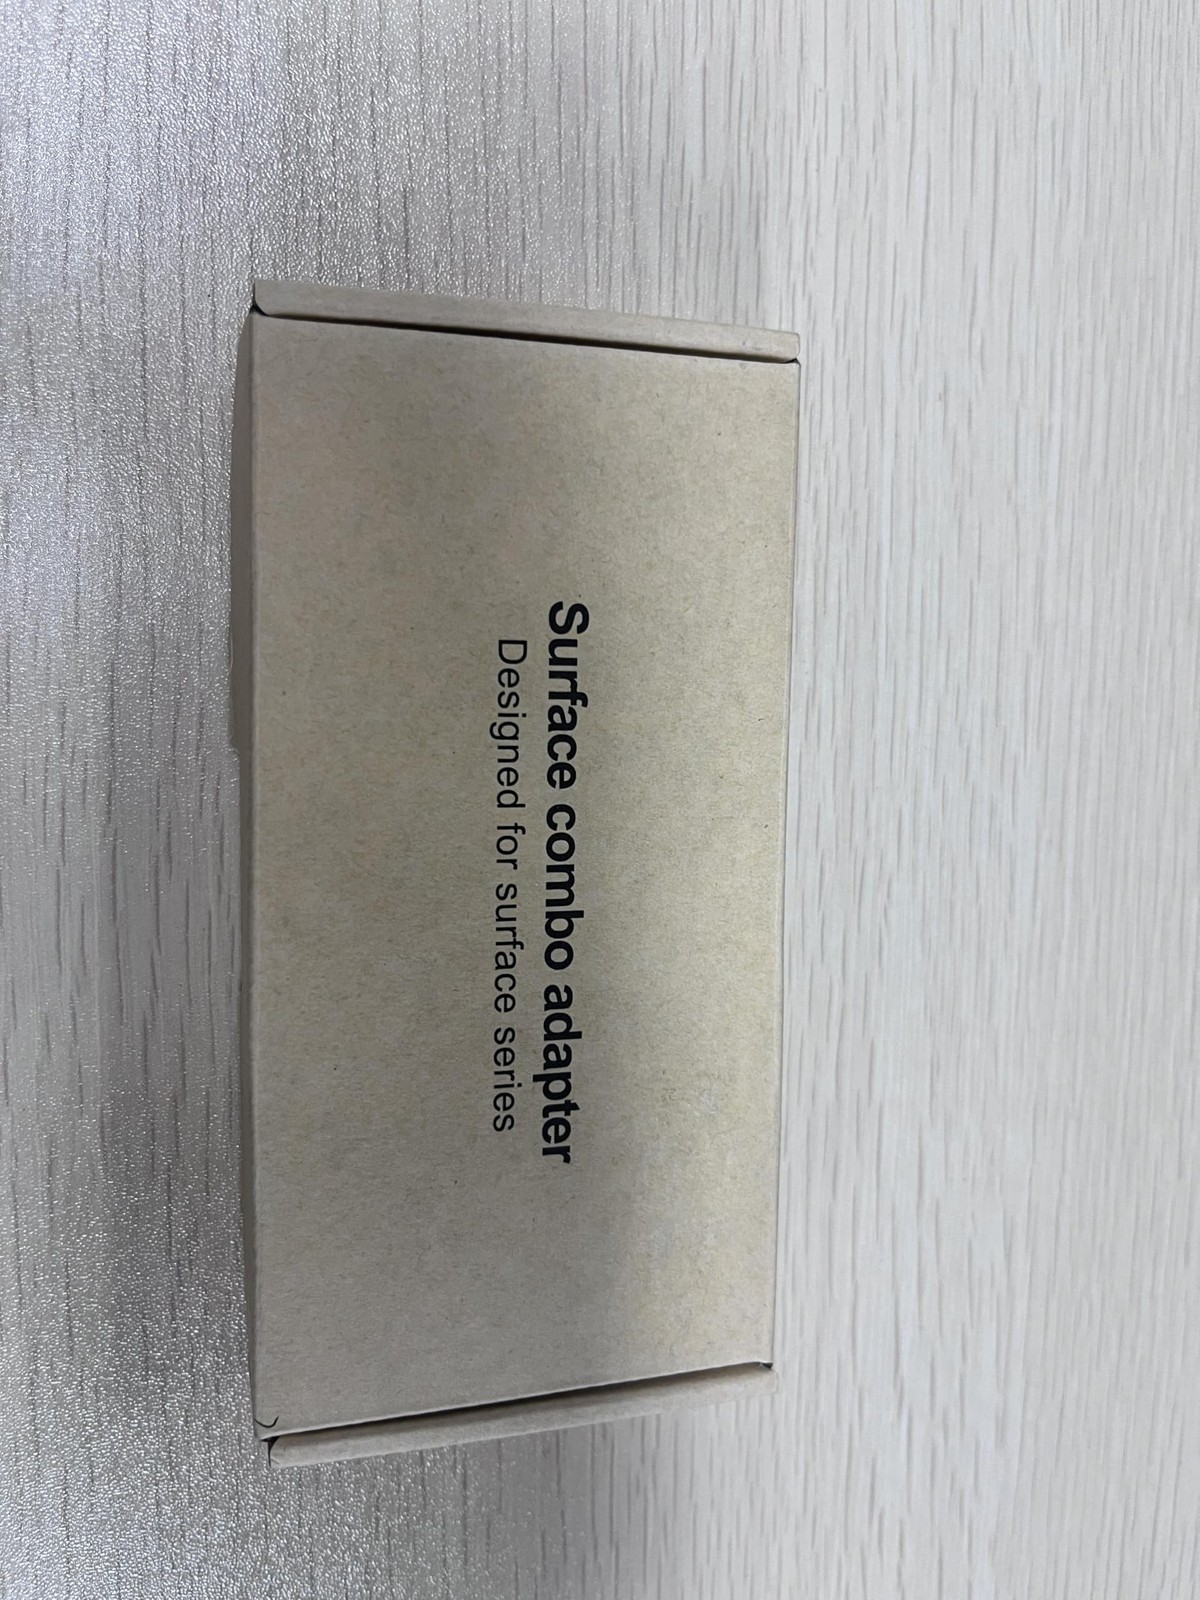 Surface combo adapter
Designed for surface series